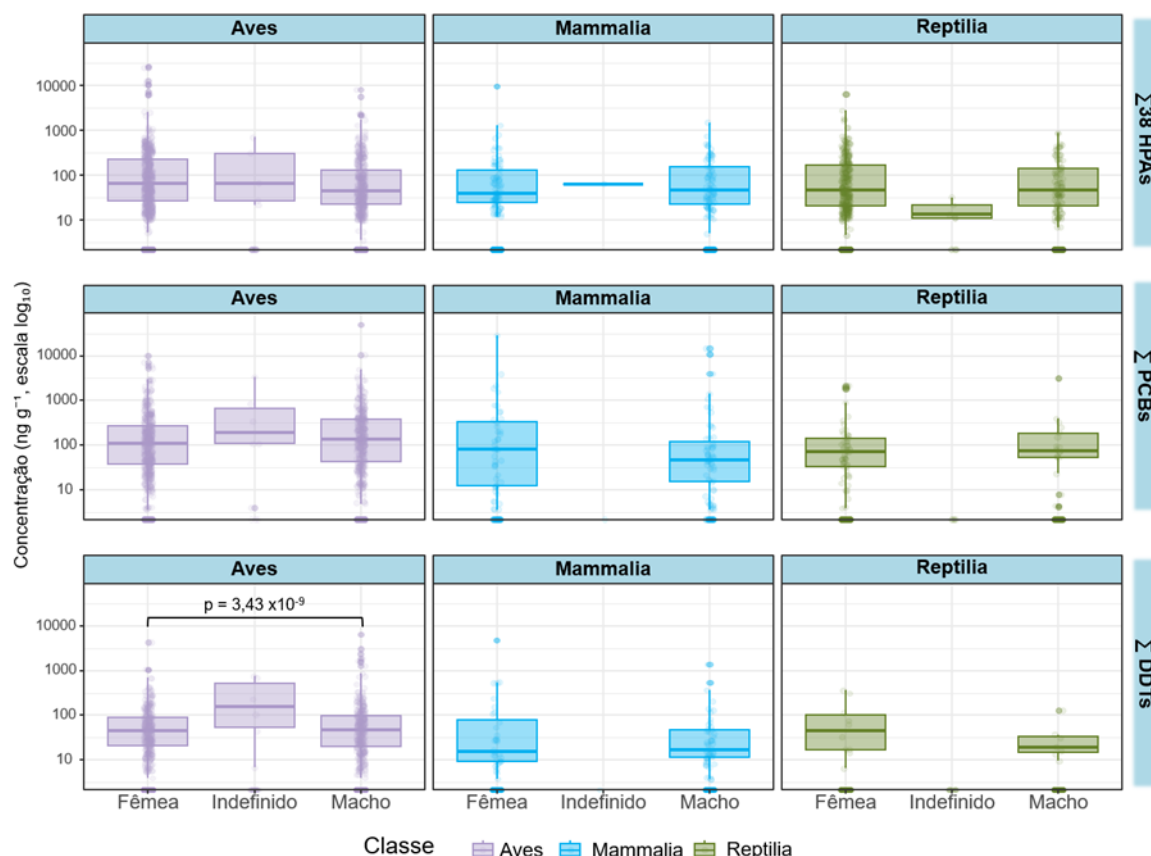 Aves
Mammalia
Reptilia
10000
1000
100
10
∑38 HPAs
Aves
Mammalia
Reptilia
10000
1000
100
10
∑ PCBs
Concentração (ng g⁻¹, escala log₁₀)
Aves
Mammalia
Reptilia
p = 3,43 x10⁻⁹
10000
1000
100
10
∑ DDTs
Fêmea Indefinido Macho
Fêmea Indefinido Macho
Fêmea Indefinido Macho
Classe Aves Mammalia Reptilia